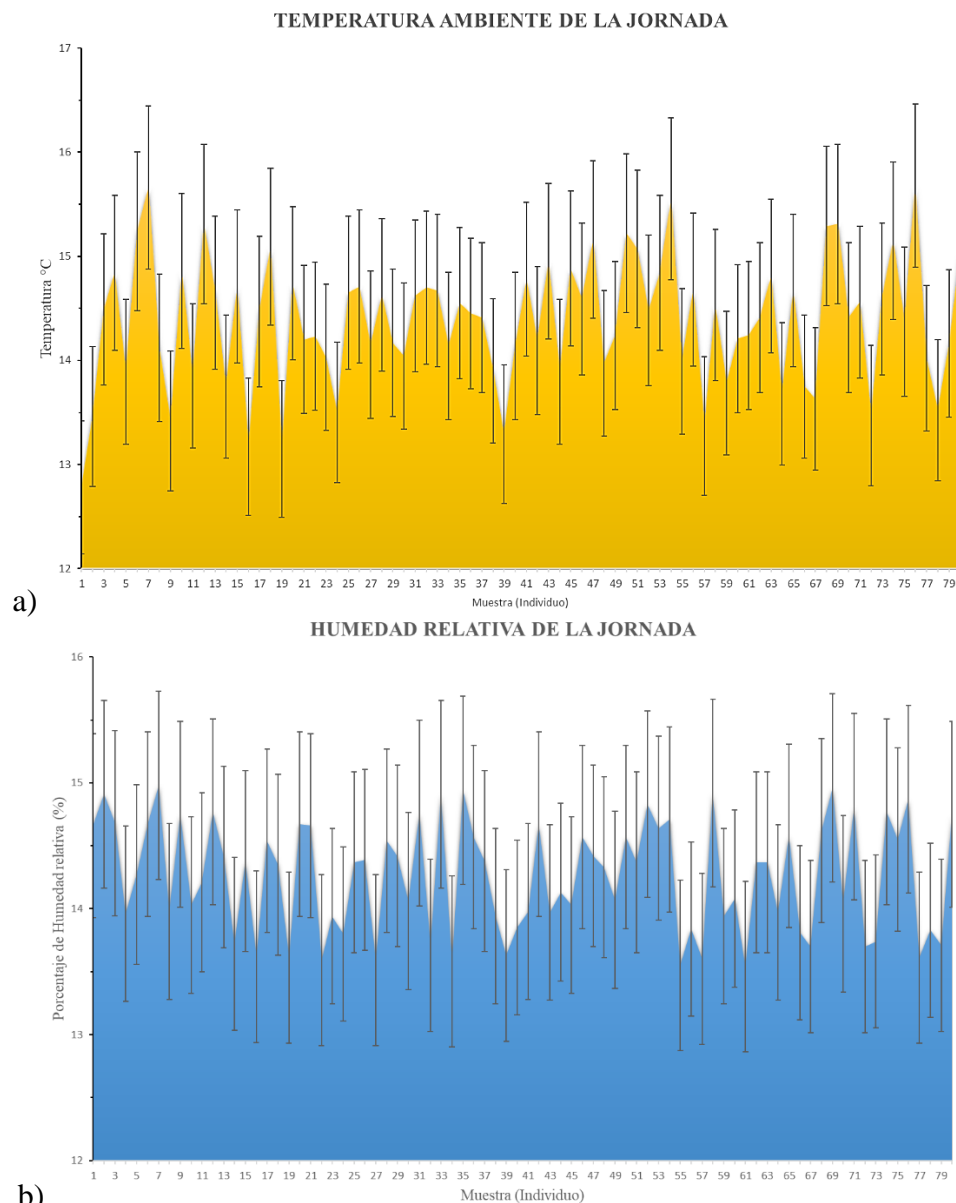 TEMPERATURA AMBIENTE DE LA JORNADA
17
16
15
14
13
12
Temperatura °C
1 3 5 7 9 11 13 15 17 19 21 23 25 27 29 31 33 35 37 39 41 43 45 47 49 51 53 55 57 59 61 63 65 67 69 71 73 75 77 79
Muestra (Individuo)
a)
HUMEDAD RELATIVA DE LA JORNADA
16
15
14
13
12
Porcentaje de Humedad relativa (%)
1 3 5 7 9 11 13 15 17 19 21 23 25 27 29 31 33 35 37 39 41 43 45 47 49 51 53 55 57 59 61 63 65 67 69 71 73 75 77 79
Muestra (Individuo)
b)